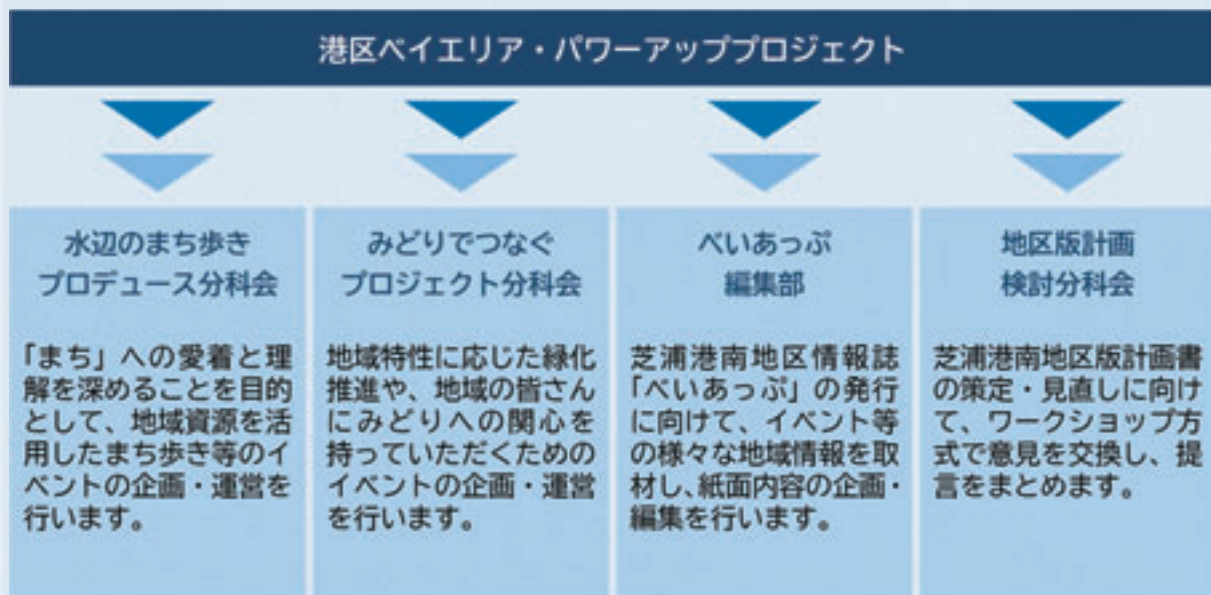 港区ベイエリア・パワーアッププロジェクト
水辺のまち歩き
プロデュース分科会
「まち」への愛着と理
解を深めることを目的
として、地域資源を活
用したまち歩き等のイ
ベントの企画・運営を
行います。
みどりでつなぐ
プロジェクト分科会
地域特性に応じた緑化
推進や、地域の皆さん
にみどりへの関心を
持っていただくための
イベントの企画・運営
を行います。
べいあっぷ
編集部
芝浦港南地区情報誌
「べいあっぷ」の発行
に向けて、イベント等
の様々な地域情報を取
材し、紙面内容の企画・
編集を行います。
地区版計画
検討分科会
芝浦港南地区版計画書
の策定・見直しに向け
て、ワークショップ方
式で意見を交換し、提
言をまとめます。